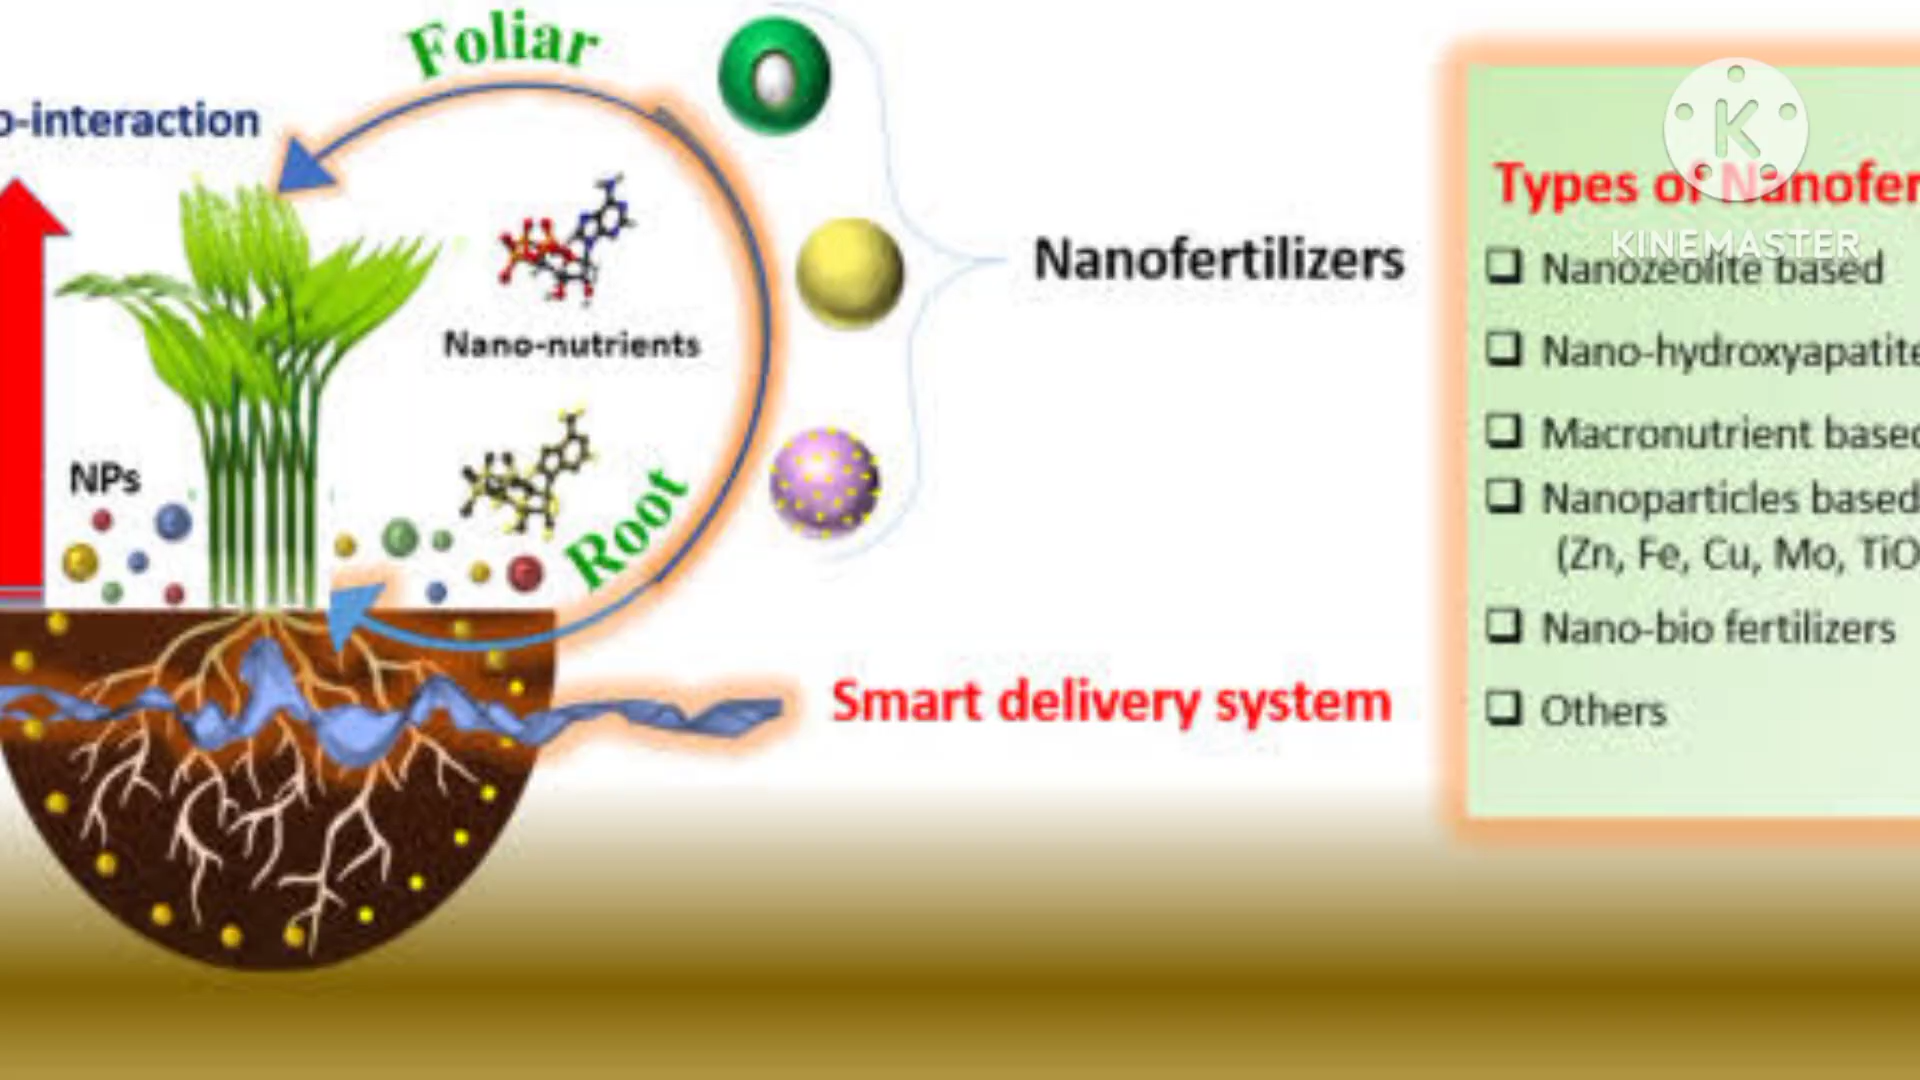 Foliar
o-interaction
Nano-nutrients
NPs
Root
Nanofertilizers
Smart delivery system
Types of Nanofer
Nanozeolite based
Nano-hydroxyapatite
Macronutrient based
Nanoparticles based
(Zn, Fe, Cu, Mo, TiO
Nano-bio fertilizers
Others
K
KINEMASTER